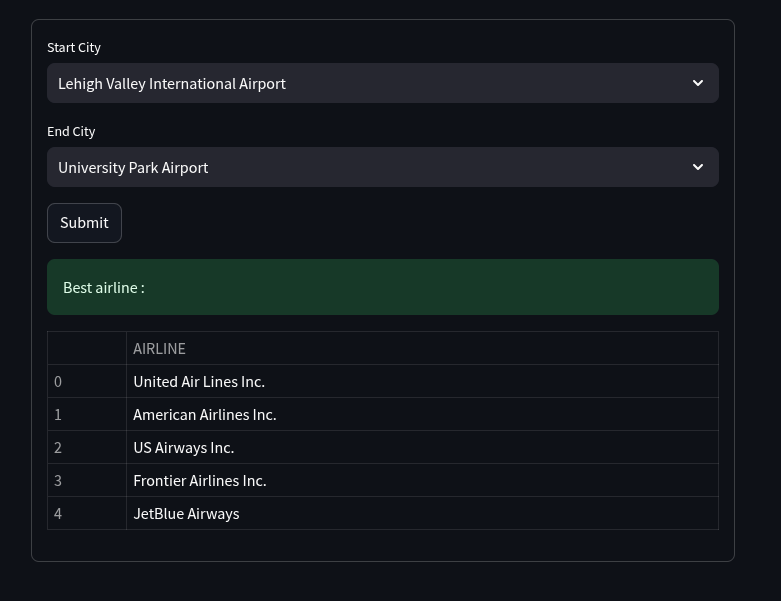 Start City
Lehigh Valley International Airport
End City
University Park Airport
Submit
Best airline :
AIRLINE
0 United Air Lines Inc.
1 American Airlines Inc.
2 US Airways Inc.
3 Frontier Airlines Inc.
4 JetBlue Airways